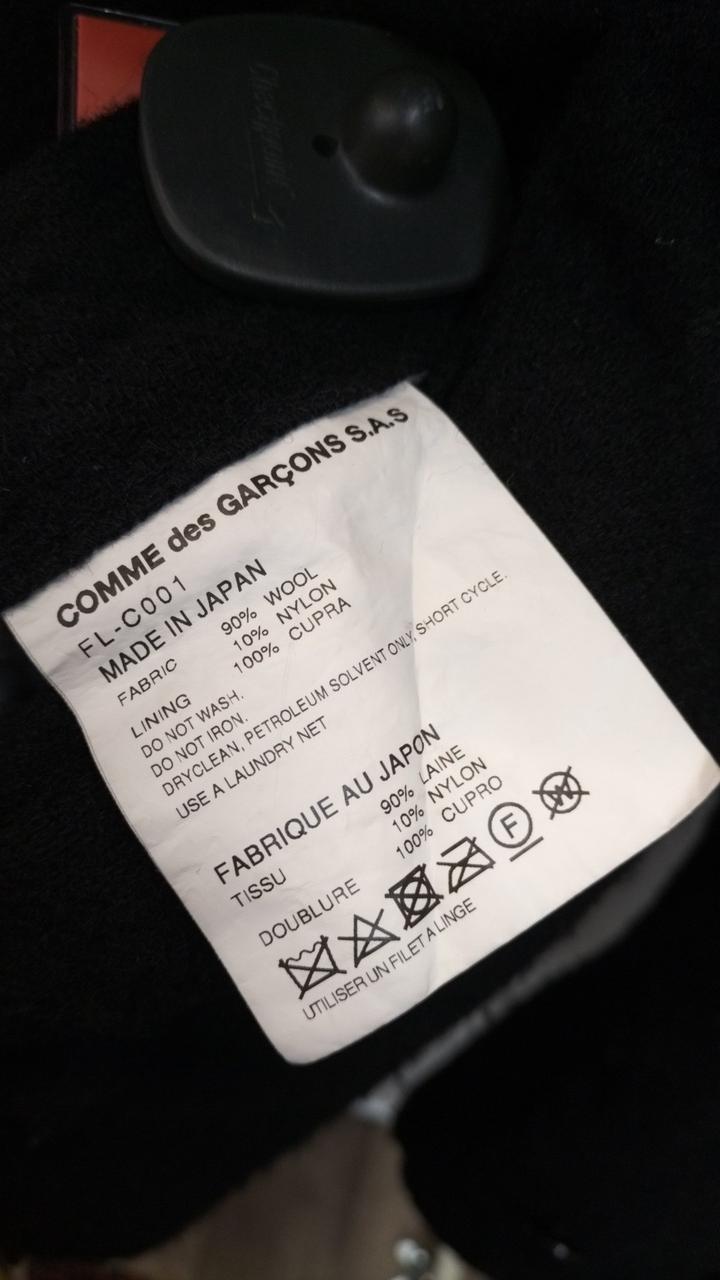 COMME des GARÇONS S.A.S
FL-C001
MADE IN JAPAN
FABRIC 90% WOOL
10% NYLON
LINING 100% CUPRA
DO NOT WASH.
DO NOT IRON.
DRYCLEAN, PETROLEUM SOLVENT ONLY, SHORT CYCLE.
USE A LAUNDRY NET
FABRIQUE AU JAPON
TISSU 90% LAINE
10% NYLON
DOUBLURE 100% CUPRO
F
W
UTILISER UN FILET A LINGE